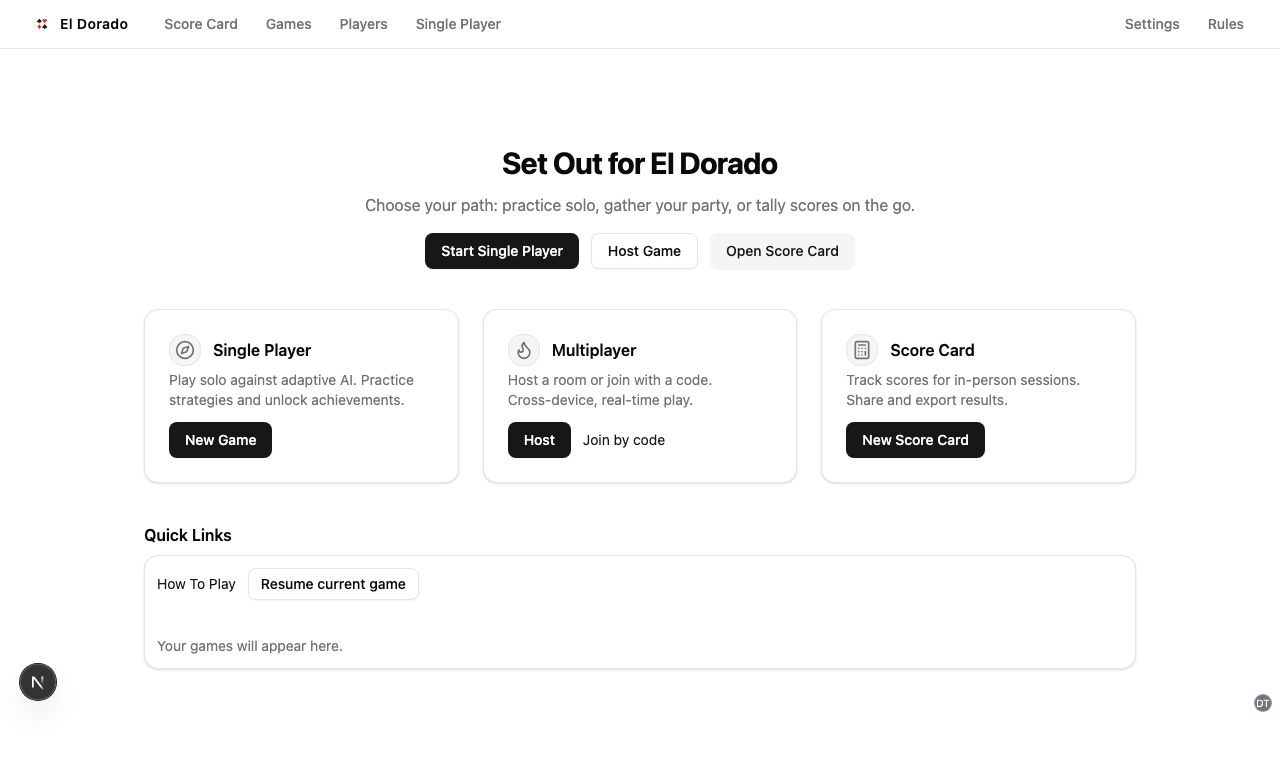 El Dorado
Score Card
Games
Players
Single Player
Settings
Rules
Set Out for El Dorado
Choose your path: practice solo, gather your party, or tally scores on the go.
Start Single Player
Host Game
Open Score Card
Single Player
Play solo against adaptive AI. Practice
strategies and unlock achievements.
New Game
Multiplayer
Host a room or join with a code.
Cross-device, real-time play.
Host
Join by code
Score Card
Track scores for in-person sessions.
Share and export results.
New Score Card
Quick Links
How To Play
Resume current game
Your games will appear here.
N
DT